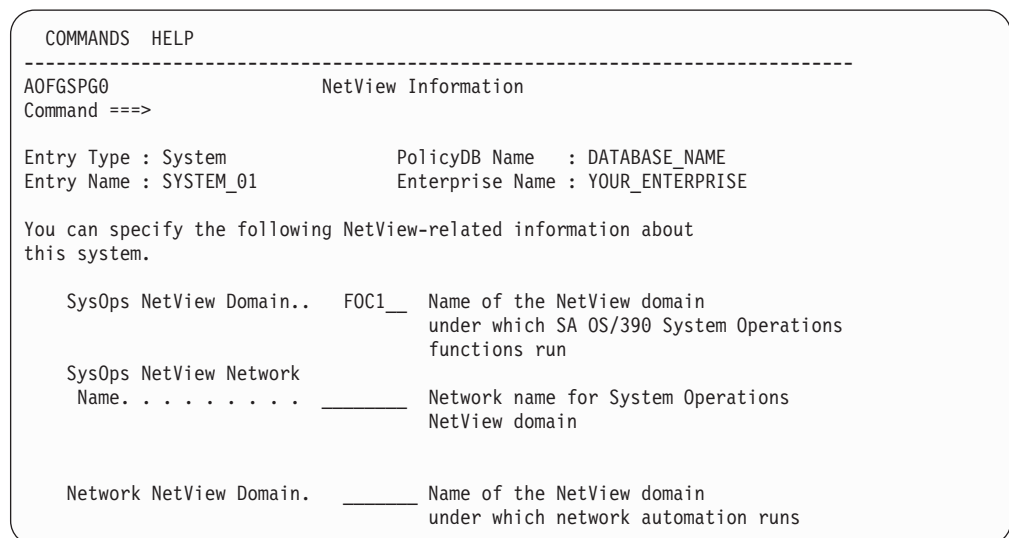 COMMANDS  HELP
------------------------------------------------------------------------------
AOFGSPG0                    NetView Information
Command ===>
Entry Type : System                PolicyDB Name   : DATABASE_NAME
Entry Name : SYSTEM_01             Enterprise Name : YOUR_ENTERPRISE
You can specify the following NetView-related information about
this system.
SysOps NetView Domain..   FOC1__  Name of the NetView domain
under which SA OS/390 System Operations
functions run
SysOps NetView Network
Name. . . . . . . . .  ________  Network name for System Operations
NetView domain
Network NetView Domain.   _______ Name of the NetView domain
under which network automation runs